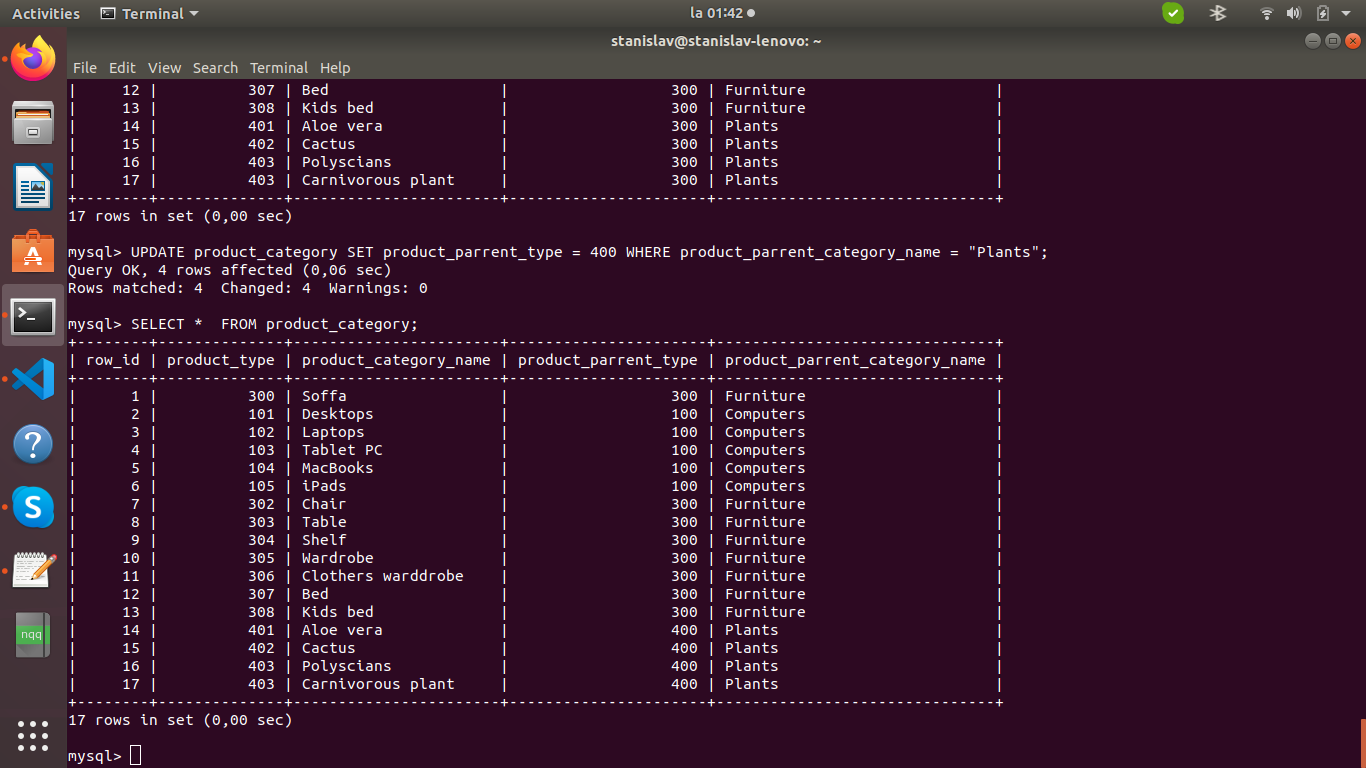 Activities Terminal la 01:42
stanislav@stanislav-lenovo: ~
File Edit View Search Terminal Help
|     12 |          307 | Bed                   |                  300 | Furniture                     |
|     13 |          308 | Kids bed              |                  300 | Furniture                     |
|     14 |          401 | Aloe vera             |                  300 | Plants                        |
|     15 |          402 | Cactus                |                  300 | Plants                        |
|     16 |          403 | Polyscians            |                  300 | Plants                        |
|     17 |          403 | Carnivorous plant     |                  300 | Plants                        |
+--------+--------------+-----------------------+----------------------+-------------------------------+
17 rows in set (0,00 sec)
mysql> UPDATE product_category SET product_parrent_type = 400 WHERE product_parrent_category_name = "Plants";
Query OK, 4 rows affected (0,06 sec)
Rows matched: 4  Changed: 4  Warnings: 0
mysql> SELECT *  FROM product_category;
+--------+--------------+-----------------------+----------------------+-------------------------------+
| row_id | product_type | product_category_name | product_parrent_type | product_parrent_category_name |
+--------+--------------+-----------------------+----------------------+-------------------------------+
|      1 |          300 | Soffa                 |                  300 | Furniture                     |
|      2 |          101 | Desktops              |                  100 | Computers                     |
|      3 |          102 | Laptops               |                  100 | Computers                     |
|      4 |          103 | Tablet PC             |                  100 | Computers                     |
|      5 |          104 | MacBooks              |                  100 | Computers                     |
|      6 |          105 | iPads                 |                  100 | Computers                     |
|      7 |          302 | Chair                 |                  300 | Furniture                     |
|      8 |          303 | Table                 |                  300 | Furniture                     |
|      9 |          304 | Shelf                 |                  300 | Furniture                     |
|     10 |          305 | Wardrobe              |                  300 | Furniture                     |
|     11 |          306 | Clothers warddrobe    |                  300 | Furniture                     |
|     12 |          307 | Bed                   |                  300 | Furniture                     |
|     13 |          308 | Kids bed              |                  300 | Furniture                     |
|     14 |          401 | Aloe vera             |                  400 | Plants                        |
|     15 |          402 | Cactus                |                  400 | Plants                        |
|     16 |          403 | Polyscians            |                  400 | Plants                        |
|     17 |          403 | Carnivorous plant     |                  400 | Plants                        |
+--------+--------------+-----------------------+----------------------+-------------------------------+
17 rows in set (0,00 sec)
mysql>
nqq